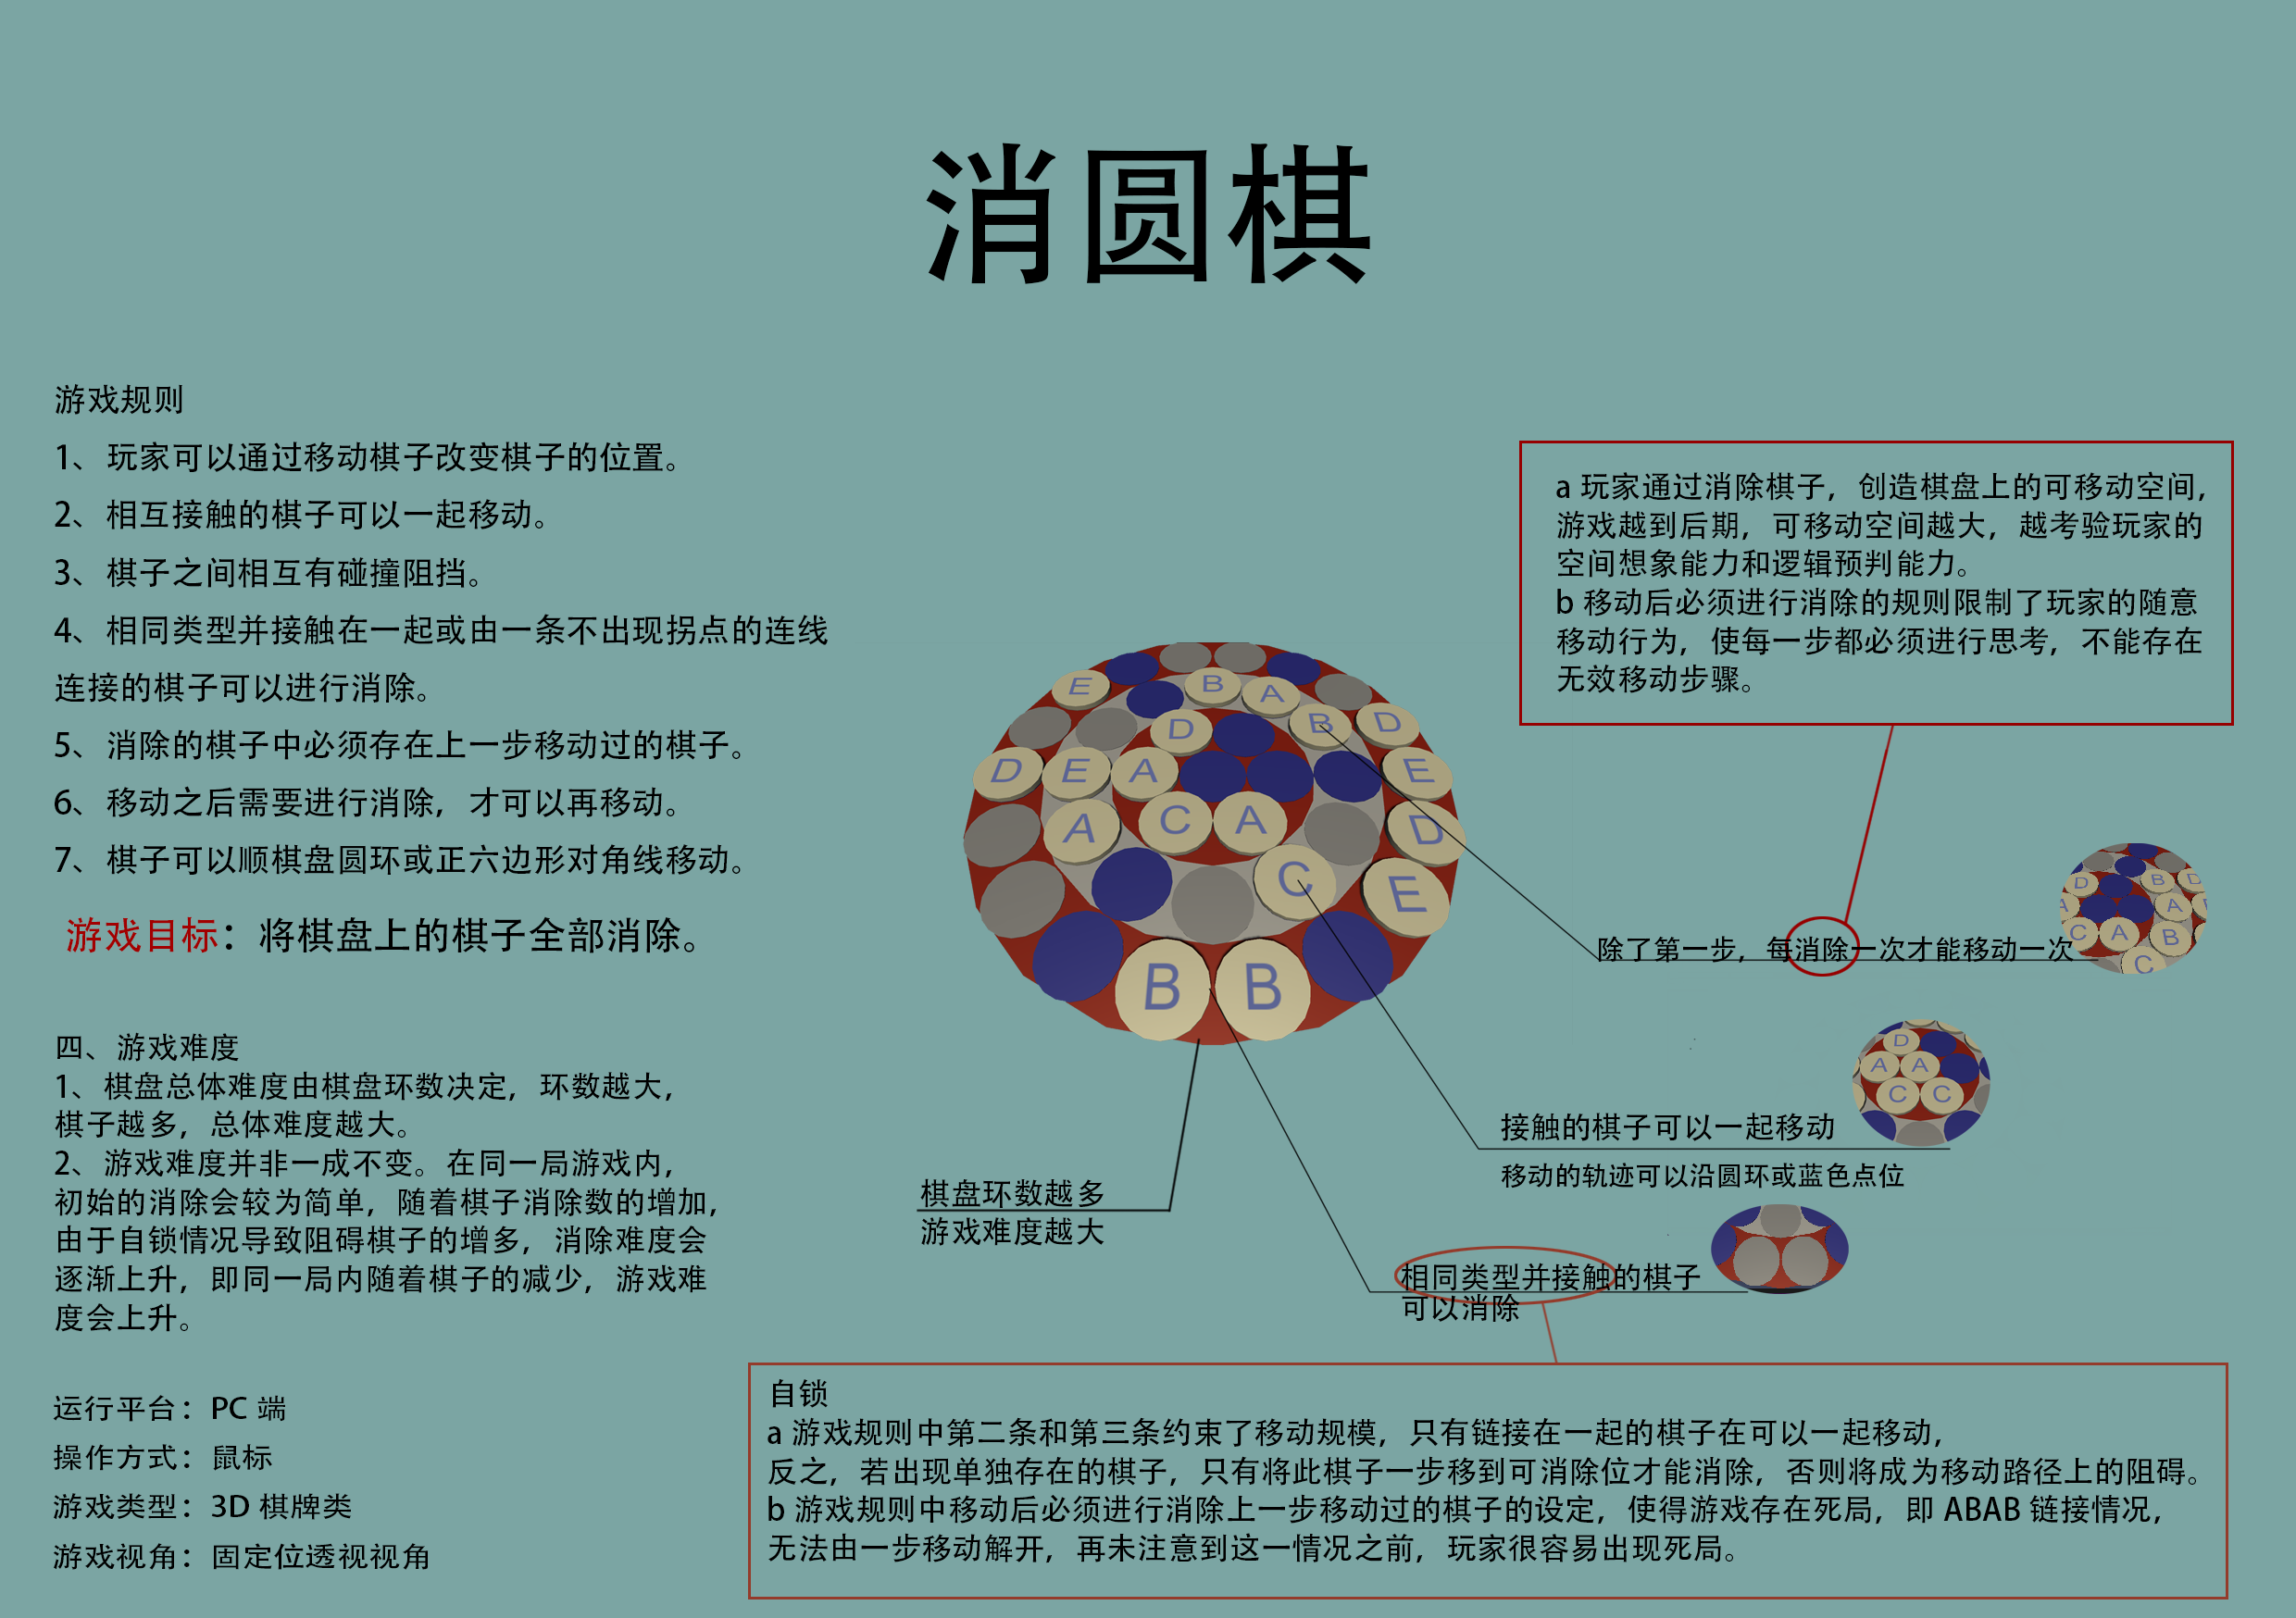 消圆棋
游戏规则
1、玩家可以通过移动棋子改变棋子的位置。
2、相互接触的棋子可以一起移动。
3、棋子之间相互有碰撞阻挡。
4、相同类型并接触在一起或由一条不出现拐点的连线
连接的棋子可以进行消除。
5、消除的棋子中必须存在上一步移动过的棋子。
6、移动之后需要进行消除，才可以再移动。
7、棋子可以顺棋盘圆环或正六边形对角线移动。
游戏目标：将棋盘上的棋子全部消除。
四、游戏难度
1、棋盘总体难度由棋盘环数决定，环数越大，
棋子越多，总体难度越大。
2、游戏难度并非一成不变。在同一局游戏内，
初始的消除会较为简单，随着棋子消除数的增加，
由于自锁情况导致阻碍棋子的增多，消除难度会
逐渐上升，即同一局内随着棋子的减少，游戏难
度会上升。
运行平台：PC 端
操作方式：鼠标
游戏类型：3D 棋牌类
游戏视角：固定位透视视角
E
B
A
D
B
D
D
E
A
E
A
C
A
D
C
E
B
B
棋盘环数越多
游戏难度越大
a 玩家通过消除棋子，创造棋盘上的可移动空间，
游戏越到后期，可移动空间越大，越考验玩家的
空间想象能力和逻辑预判能力。
b 移动后必须进行消除的规则限制了玩家的随意
移动行为，使每一步都必须进行思考，不能存在
无效移动步骤。
除了第一步，每消除一次才能移动一次
D
B
D
A
A
C
A
B
C
接触的棋子可以一起移动
移动的轨迹可以沿圆环或蓝色点位
D
A
A
C
C
相同类型并接触的棋子
可以消除
自锁
a 游戏规则中第二条和第三条约束了移动规模，只有链接在一起的棋子在可以一起移动，
反之，若出现单独存在的棋子，只有将此棋子一步移到可消除位才能消除，否则将成为移动路径上的阻碍。
b 游戏规则中移动后必须进行消除上一步移动过的棋子的设定，使得游戏存在死局，即 ABAB 链接情况，
无法由一步移动解开，再未注意到这一情况之前，玩家很容易出现死局。